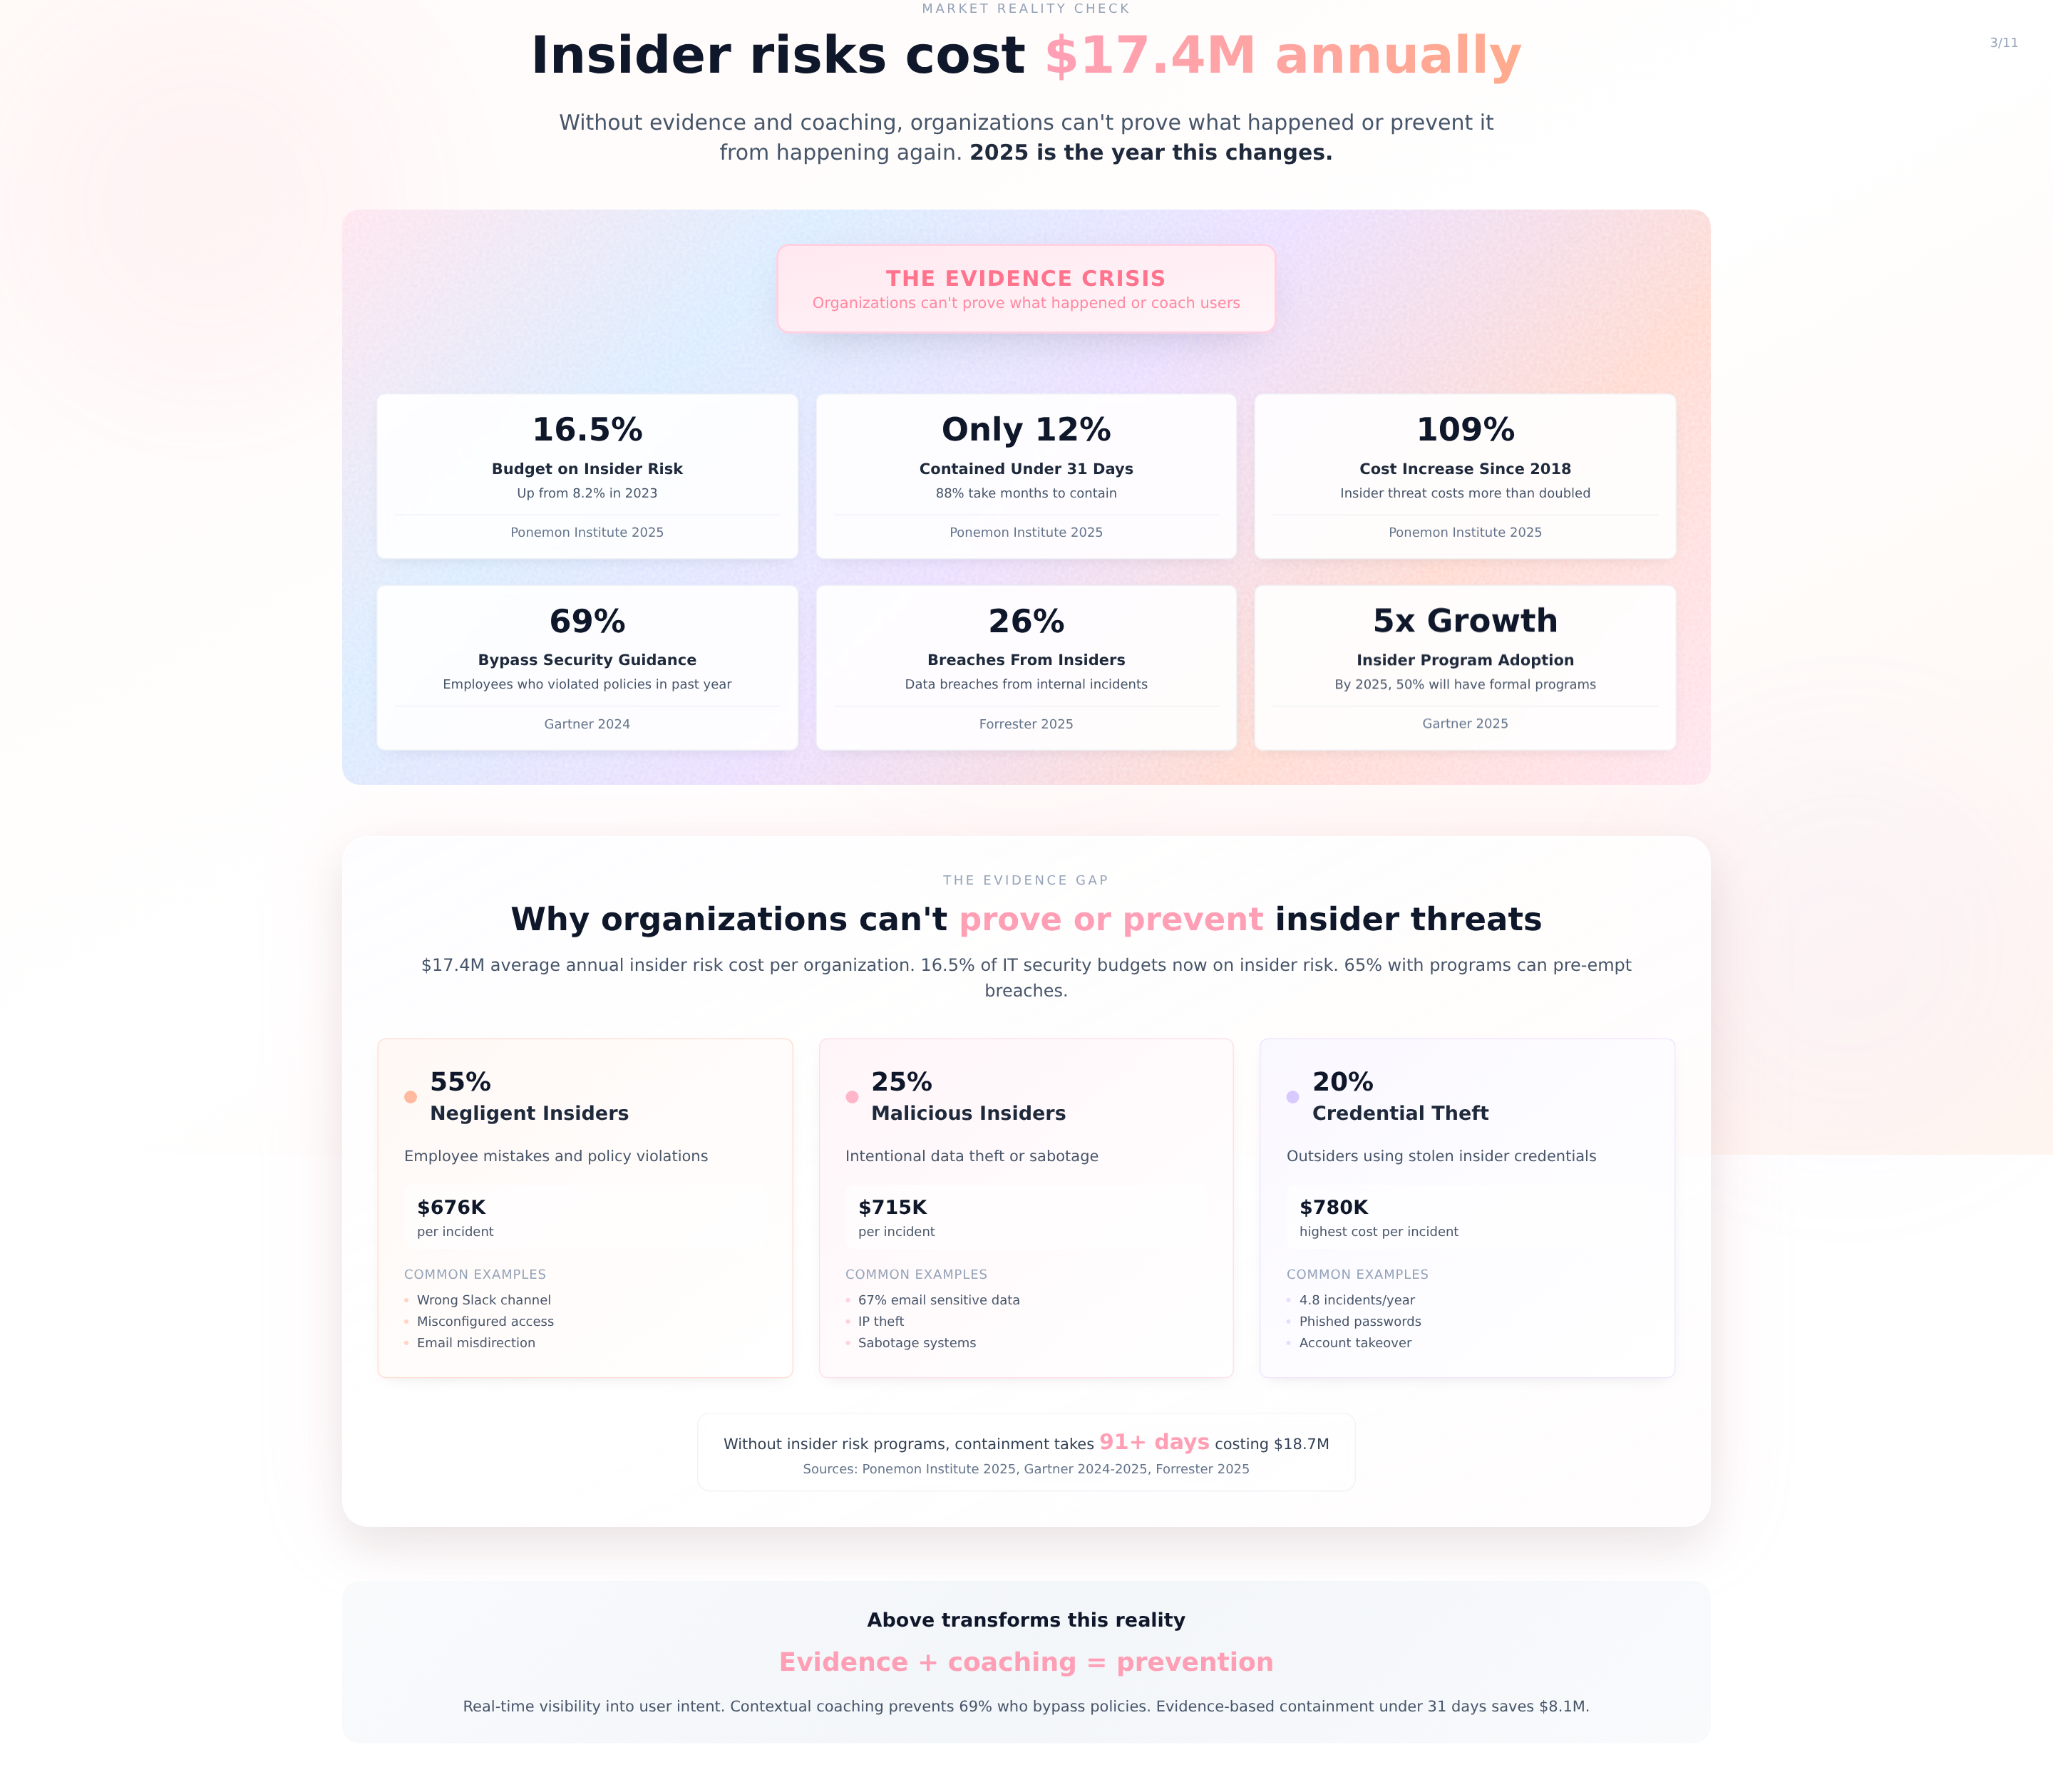 MARKET REALITY CHECK
3/11
Insider risks cost $17.4M annually
Without evidence and coaching, organizations can't prove what happened or prevent it
from happening again. 2025 is the year this changes.
THE EVIDENCE CRISIS
Organizations can't prove what happened or coach users
16.5%
Budget on Insider Risk
Up from 8.2% in 2023
Ponemon Institute 2025
Only 12%
Contained Under 31 Days
88% take months to contain
Ponemon Institute 2025
109%
Cost Increase Since 2018
Insider threat costs more than doubled
Ponemon Institute 2025
69%
Bypass Security Guidance
Employees who violated policies in past year
Gartner 2024
26%
Breaches From Insiders
Data breaches from internal incidents
Forrester 2025
5x Growth
Insider Program Adoption
By 2025, 50% will have formal programs
Gartner 2025
THE EVIDENCE GAP
Why organizations can't prove or prevent insider threats
$17.4M average annual insider risk cost per organization. 16.5% of IT security budgets now on insider risk. 65% with programs can pre-empt
breaches.
55%
Negligent Insiders
Employee mistakes and policy violations
$676K
per incident
COMMON EXAMPLES
• Wrong Slack channel
• Misconfigured access
• Email misdirection
25%
Malicious Insiders
Intentional data theft or sabotage
$715K
per incident
COMMON EXAMPLES
• 67% email sensitive data
• IP theft
• Sabotage systems
20%
Credential Theft
Outsiders using stolen insider credentials
$780K
highest cost per incident
COMMON EXAMPLES
• 4.8 incidents/year
• Phished passwords
• Account takeover
Without insider risk programs, containment takes 91+ days costing $18.7M
Sources: Ponemon Institute 2025, Gartner 2024-2025, Forrester 2025
Above transforms this reality
Evidence + coaching = prevention
Real-time visibility into user intent. Contextual coaching prevents 69% who bypass policies. Evidence-based containment under 31 days saves $8.1M.